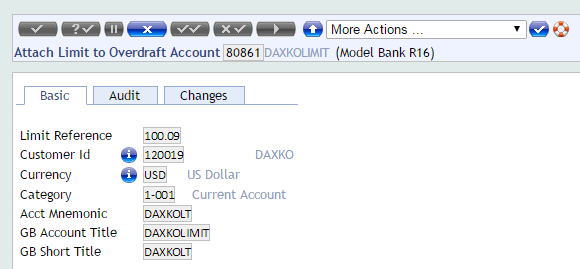 More Actions ...
Attach Limit to Overdraft Account 80861 DAXKOLIMIT (Model Bank R16)
Basic Audit Changes
Limit Reference 100.09
Customer Id 120019 DAXKO
Currency USD US Dollar
Category 1-001 Current Account
Acct Mnemonic DAXKOLT
GB Account Title DAXKOLIMIT
GB Short Title DAXKOLT